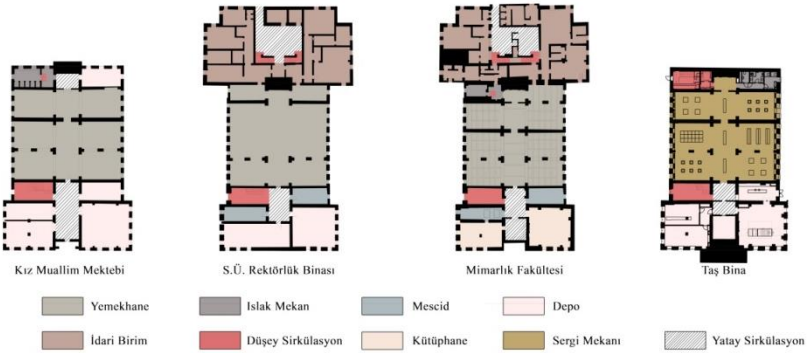 Kız Muallim Mektebi S.Ü. Rektörlük Binası Mimarlık Fakültesi Taş Bina
Yemekhane Islak Mekan Mescid Depo
İdari Birim Düşey Sirkülasyon Kütüphane Sergi Mekanı Yatay Sirkülasyon